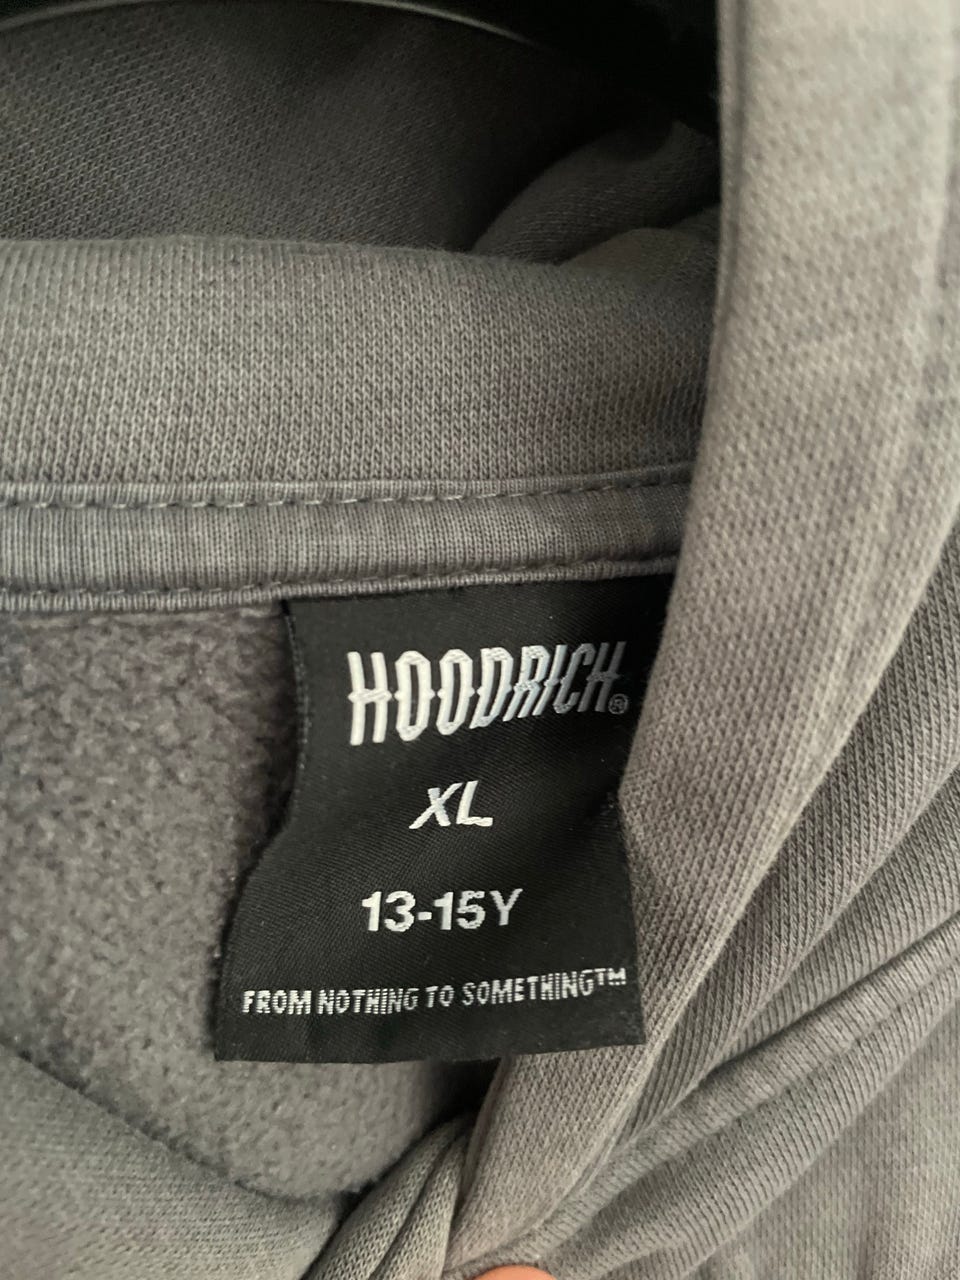 HOODRICH®
XL
13-15Y
FROM NOTHING TO SOMETHING™